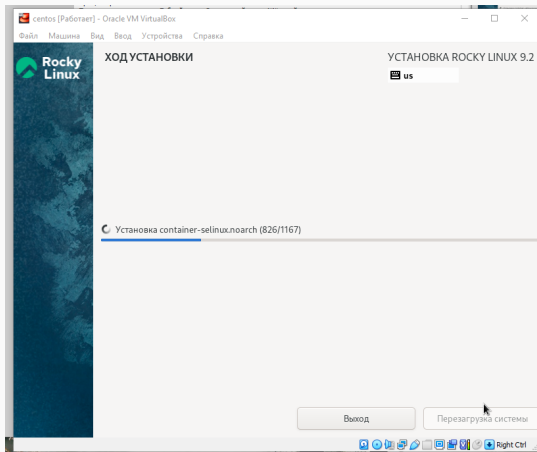 centos [Работает] - Oracle VM VirtualBox
Файл Машина Вид Ввод Устройства Справка
Rocky
Linux
ХОД УСТАНОВКИ
УСТАНОВКА ROCKY LINUX 9.2
us
Установка container-selinux.noarch (826/1167)
Выход
Перезагрузка системы
Right Ctrl